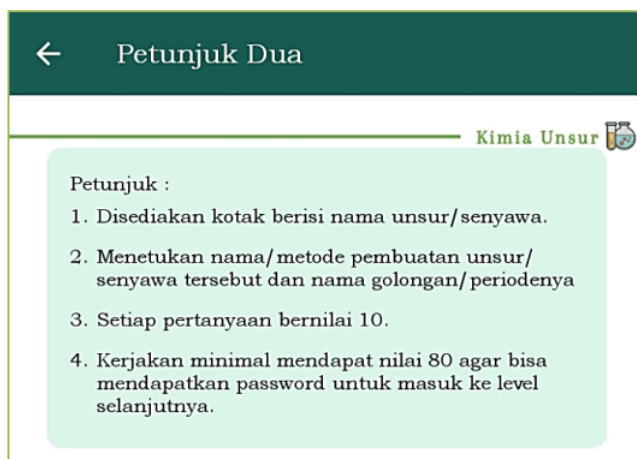 Petunjuk Dua
Kimia Unsur
Petunjuk :
1. Disediakan kotak berisi nama unsur/senyawa.
2. Menetukan nama/metode pembuatan unsur/
senyawa tersebut dan nama golongan/periodenya
3. Setiap pertanyaan bernilai 10.
4. Kerjakan minimal mendapat nilai 80 agar bisa
mendapatkan password untuk masuk ke level
selanjutnya.